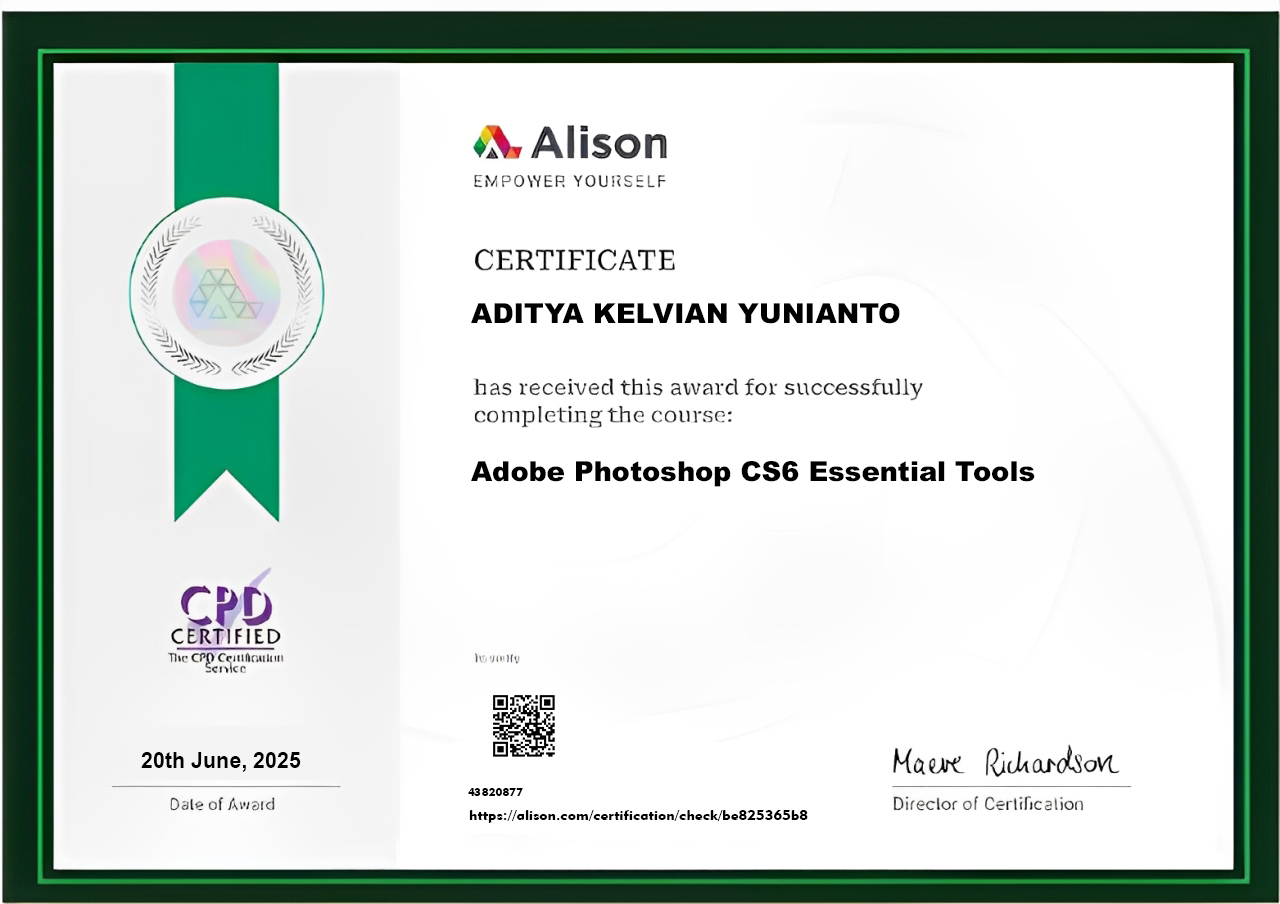 Alison
EMPOWER YOURSELF
CERTIFICATE
ADITYA KELVIAN YUNIANTO
has received this award for successfully
completing the course:
Adobe Photoshop CS6 Essential Tools
CPD
CERTIFIED
The CPD Certification
Service
To verify
20th June, 2025
Date of Award
43820877
https://alison.com/certification/check/be825365b8
Maeve Richardson
Director of Certification